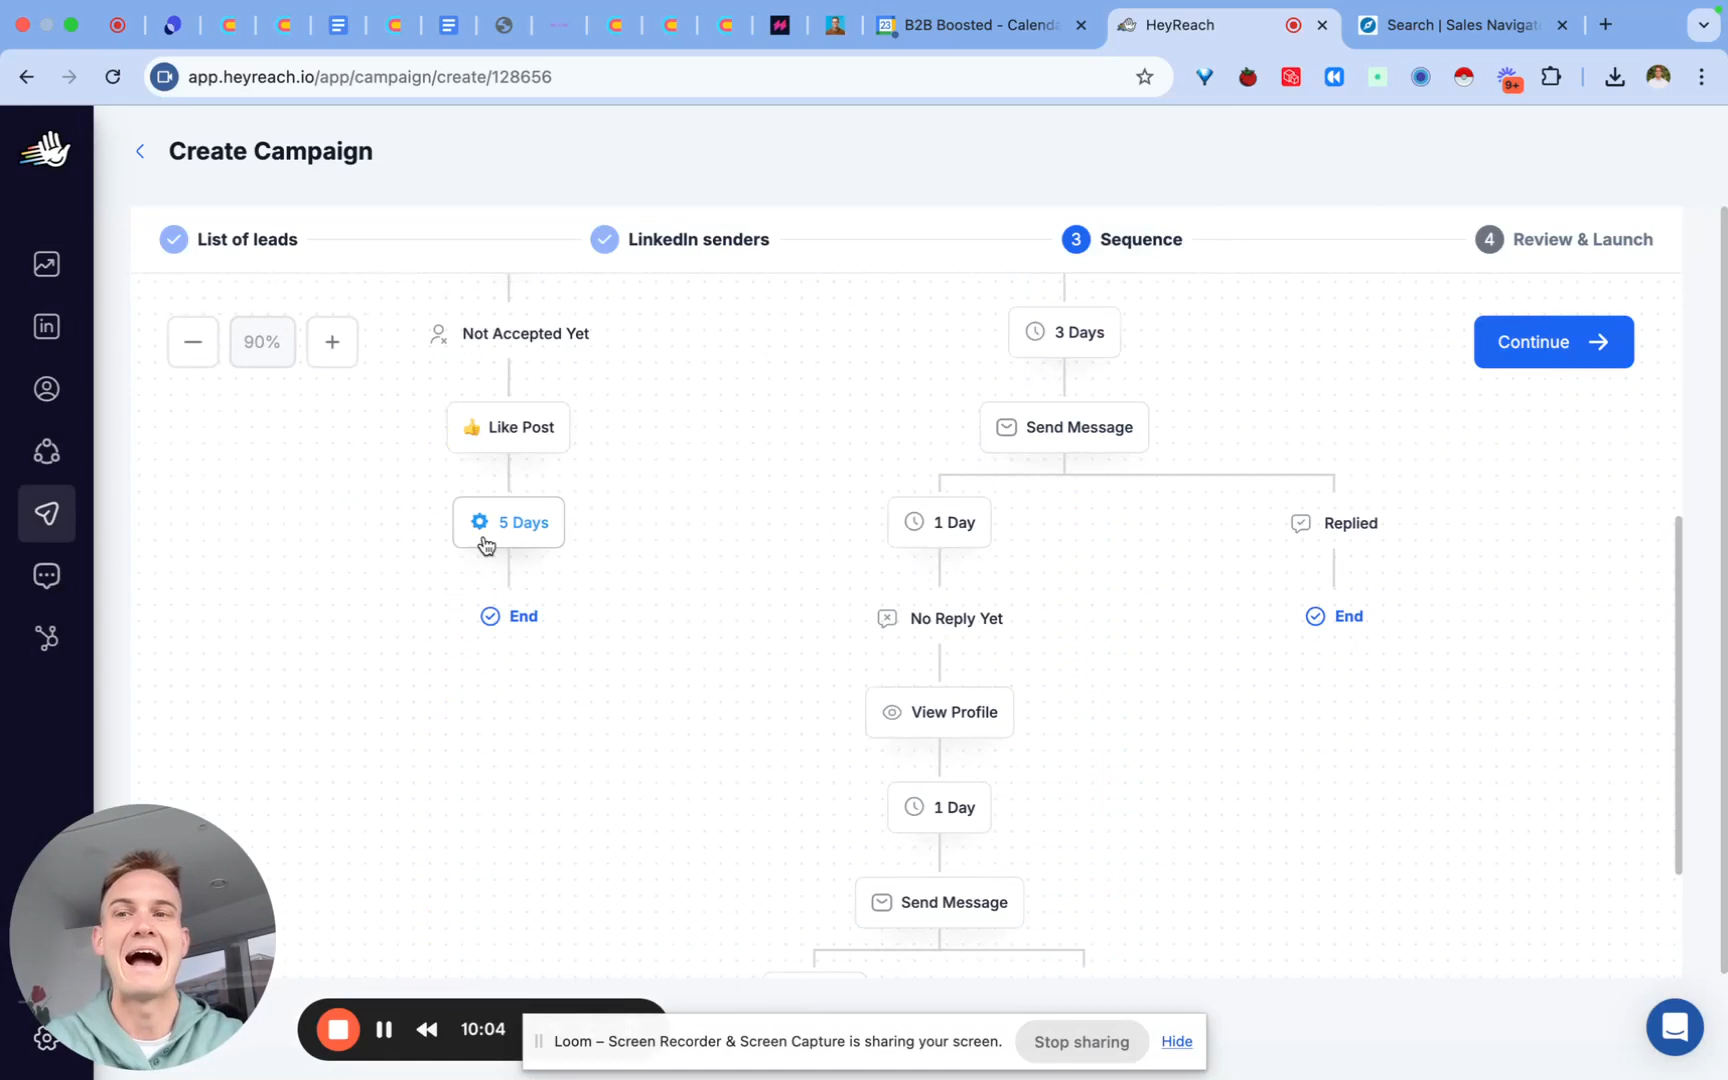 B2B Boosted - Calenda
HeyReach
Search | Sales Navigat
app.heyreach.io/app/campaign/create/128656
9+
Create Campaign
List of leads
LinkedIn senders
3 Sequence
4 Review & Launch
90%
Continue
Not Accepted Yet
3 Days
Like Post
Send Message
5 Days
1 Day
Replied
End
No Reply Yet
End
View Profile
1 Day
Send Message
10:04
Loom – Screen Recorder & Screen Capture is sharing your screen.
Stop sharing
Hide